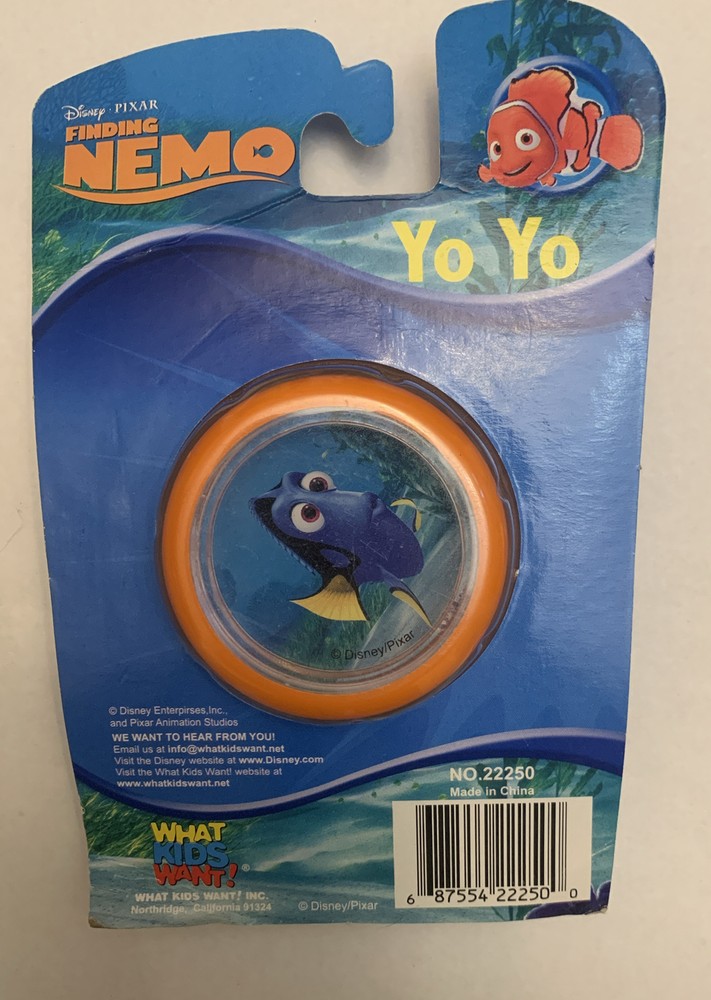 Disney · PIXAR
FINDING
NEMO
Yo Yo
© Disney/Pixar
© Disney Enterpirses,Inc.,
and Pixar Animation Studios
WE WANT TO HEAR FROM YOU!
Email us at info@whatkidswant.net
Visit the Disney website at www.Disney.com
Visit the What Kids Want! website at
www.whatkidswant.net
NO.22250
Made in China
WHAT
KIDS
WANT!®
WHAT KIDS WANT! INC.
Northridge, California 91324
© Disney/Pixar
6 87554 22250 0